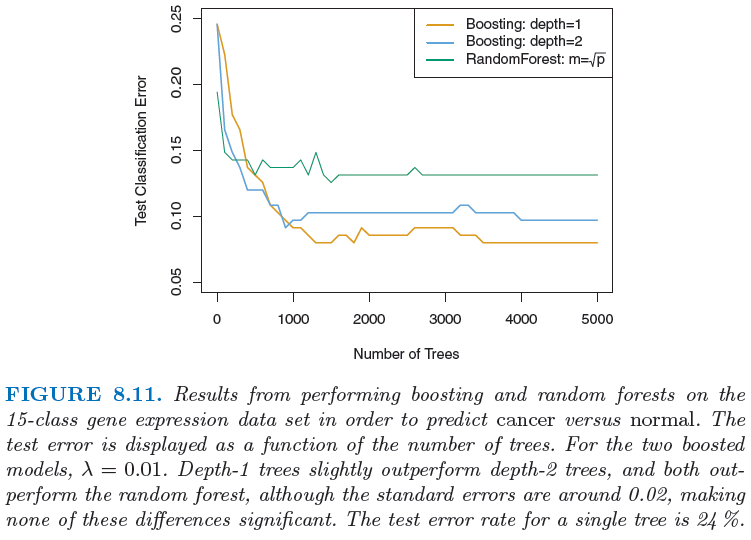 Boosting: depth=1
Boosting: depth=2
RandomForest: m=√p
Test Classification Error
0.25
0.20
0.15
0.10
0.05
0 1000 2000 3000 4000 5000
Number of Trees
FIGURE 8.11. Results from performing boosting and random forests on the
15-class gene expression data set in order to predict cancer versus normal. The
test error is displayed as a function of the number of trees. For the two boosted
models, λ = 0.01. Depth-1 trees slightly outperform depth-2 trees, and both out-
perform the random forest, although the standard errors are around 0.02, making
none of these differences significant. The test error rate for a single tree is 24 %.